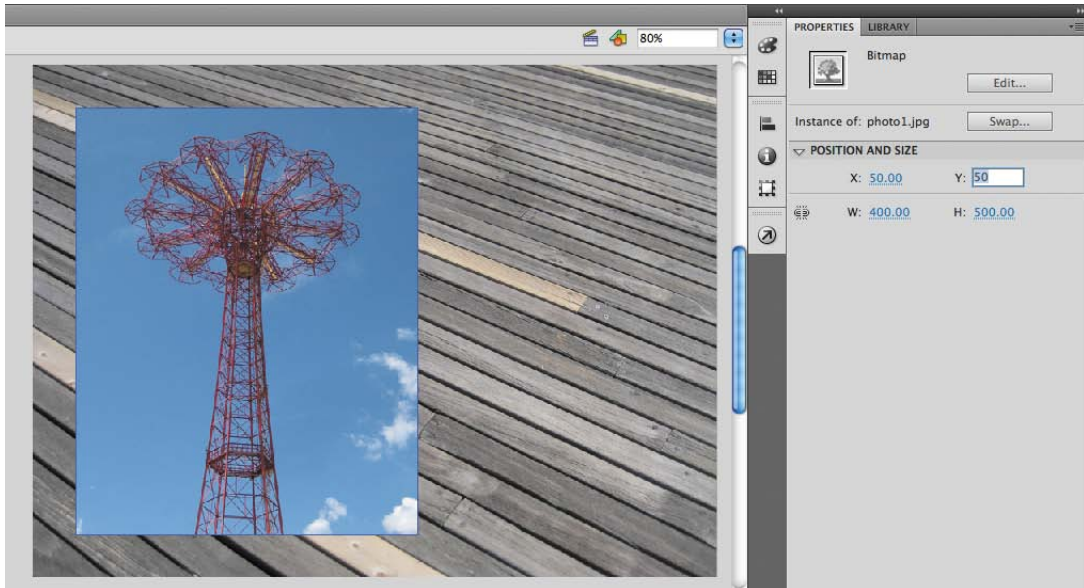 80%
PROPERTIES LIBRARY
Bitmap
Edit...
Instance of: photo1.jpg Swap...
POSITION AND SIZE
X: 50.00 Y: 50
W: 400.00 H: 500.00